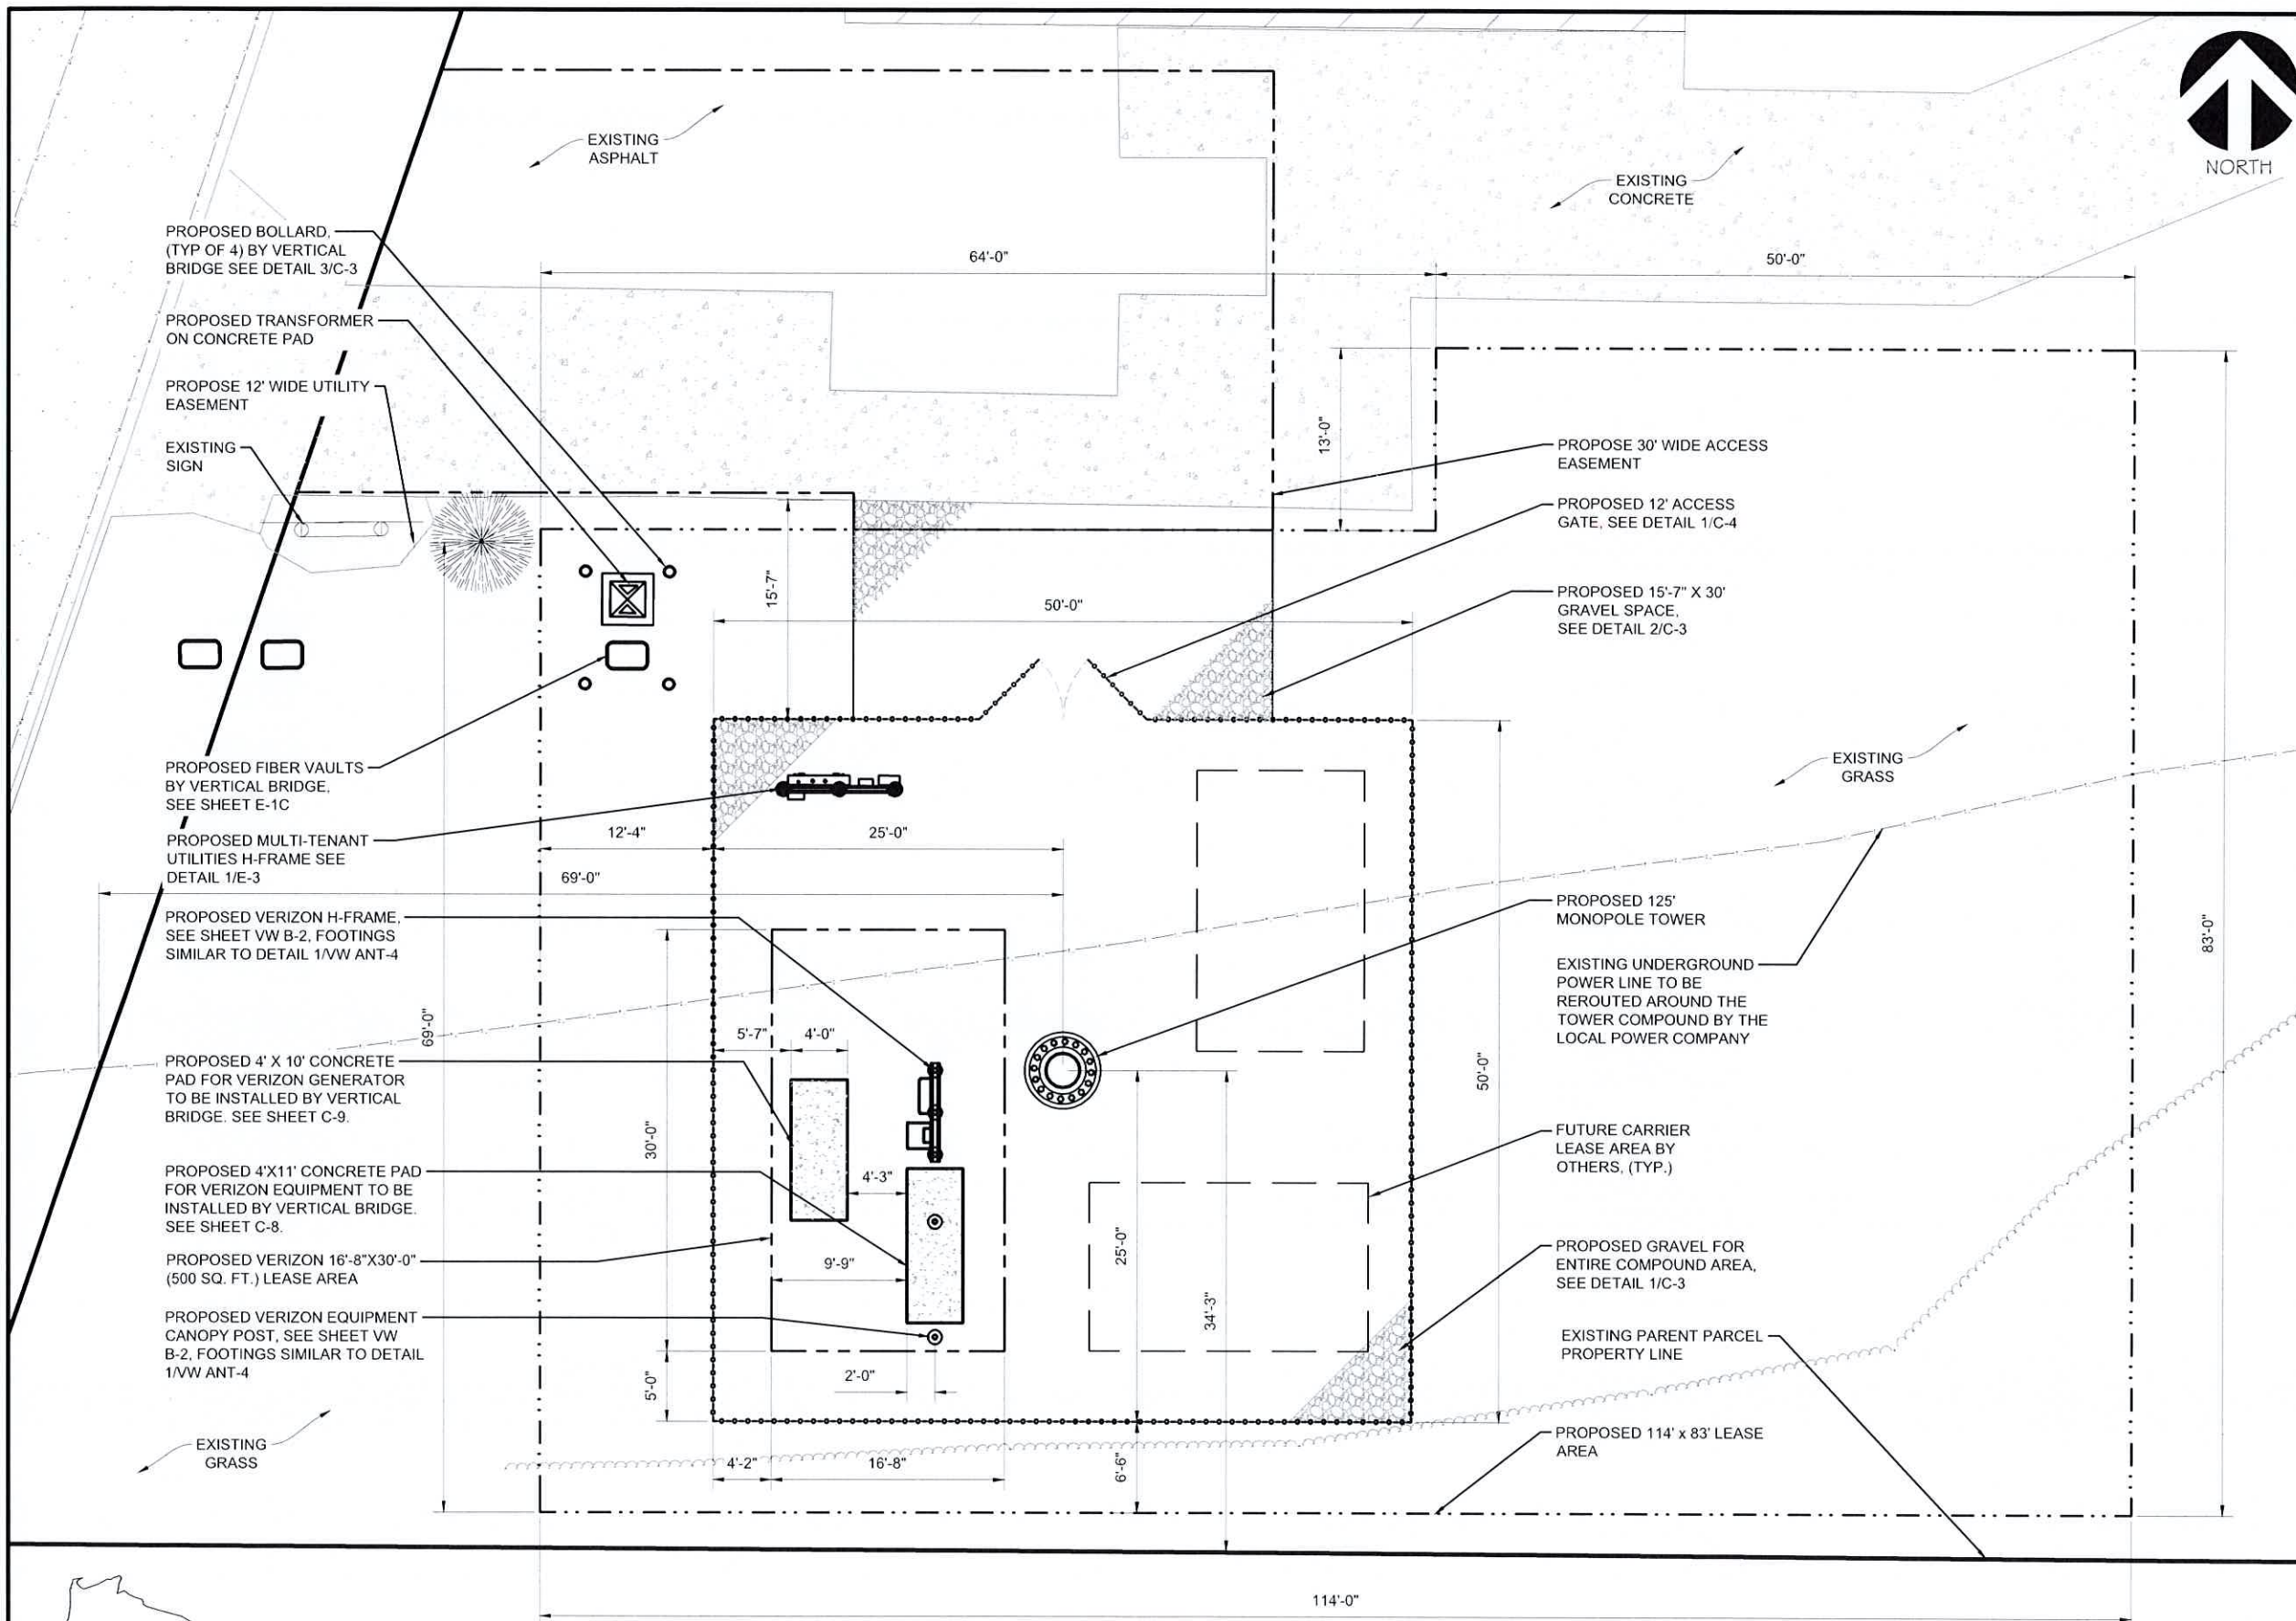 NORTH
EXISTING
ASPHALT
EXISTING
CONCRETE
PROPOSED BOLLARD,
(TYP OF 4) BY VERTICAL
BRIDGE SEE DETAIL 3/C-3
PROPOSED TRANSFORMER
ON CONCRETE PAD
PROPOSE 12' WIDE UTILITY
EASEMENT
EXISTING
SIGN
PROPOSED FIBER VAULTS
BY VERTICAL BRIDGE,
SEE SHEET E-1C
PROPOSED MULTI-TENANT
UTILITIES H-FRAME SEE
DETAIL 1/E-3
PROPOSED VERIZON H-FRAME,
SEE SHEET VW B-2, FOOTINGS
SIMILAR TO DETAIL 1/VW ANT-4
PROPOSED 4' X 10' CONCRETE
PAD FOR VERIZON GENERATOR
TO BE INSTALLED BY VERTICAL
BRIDGE. SEE SHEET C-9.
PROPOSED 4'X11' CONCRETE PAD
FOR VERIZON EQUIPMENT TO BE
INSTALLED BY VERTICAL BRIDGE.
SEE SHEET C-8.
PROPOSED VERIZON 16'-8"X30'-0"
(500 SQ. FT.) LEASE AREA
PROPOSED VERIZON EQUIPMENT
CANOPY POST, SEE SHEET VW
B-2, FOOTINGS SIMILAR TO DETAIL
1/VW ANT-4
EXISTING
GRASS
64'-0"
50'-0"
13'-0"
15'-7"
50'-0"
12'-4"
25'-0"
69'-0"
69'-0"
5'-7"
4'-0"
30'-0"
4'-3"
9'-9"
5'-0"
2'-0"
4'-2"
16'-8"
25'-0"
34'-3"
6'-6"
50'-0"
83'-0"
114'-0"
PROPOSE 30' WIDE ACCESS
EASEMENT
PROPOSED 12' ACCESS
GATE, SEE DETAIL 1/C-4
PROPOSED 15'-7" X 30'
GRAVEL SPACE,
SEE DETAIL 2/C-3
EXISTING
GRASS
PROPOSED 125'
MONOPOLE TOWER
EXISTING UNDERGROUND
POWER LINE TO BE
REROUTED AROUND THE
TOWER COMPOUND BY THE
LOCAL POWER COMPANY
FUTURE CARRIER
LEASE AREA BY
OTHERS, (TYP.)
PROPOSED GRAVEL FOR
ENTIRE COMPOUND AREA,
SEE DETAIL 1/C-3
EXISTING PARENT PARCEL
PROPERTY LINE
PROPOSED 114' x 83' LEASE
AREA